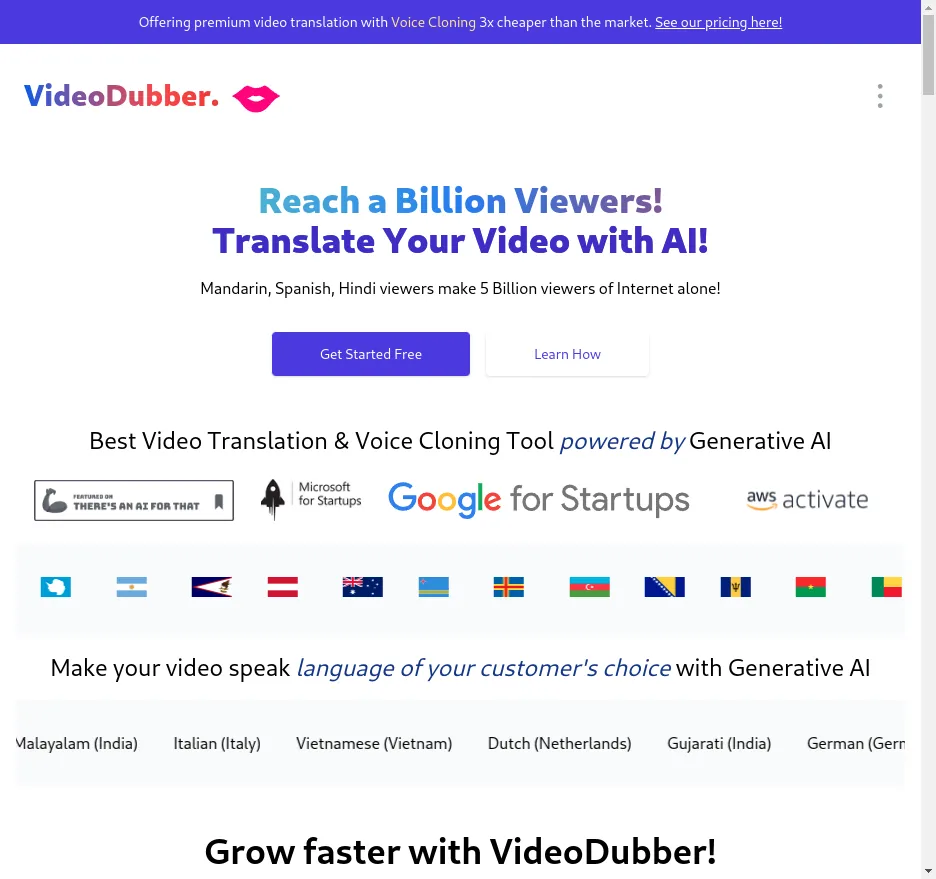 Offering premium video translation with Voice Cloning 3x cheaper than the market. See our pricing here!
VideoDubber.
Reach a Billion Viewers!
Translate Your Video with AI!
Mandarin, Spanish, Hindi viewers make 5 Billion viewers of Internet alone!
Get Started Free
Learn How
Best Video Translation & Voice Cloning Tool powered by Generative AI
FEATURED ON
THERE'S AN AI FOR THAT
Microsoft
for Startups
Google for Startups
aws activate
Make your video speak language of your customer's choice with Generative AI
Malayalam (India) Italian (Italy) Vietnamese (Vietnam) Dutch (Netherlands) Gujarati (India) German (Gerr
Grow faster with VideoDubber!